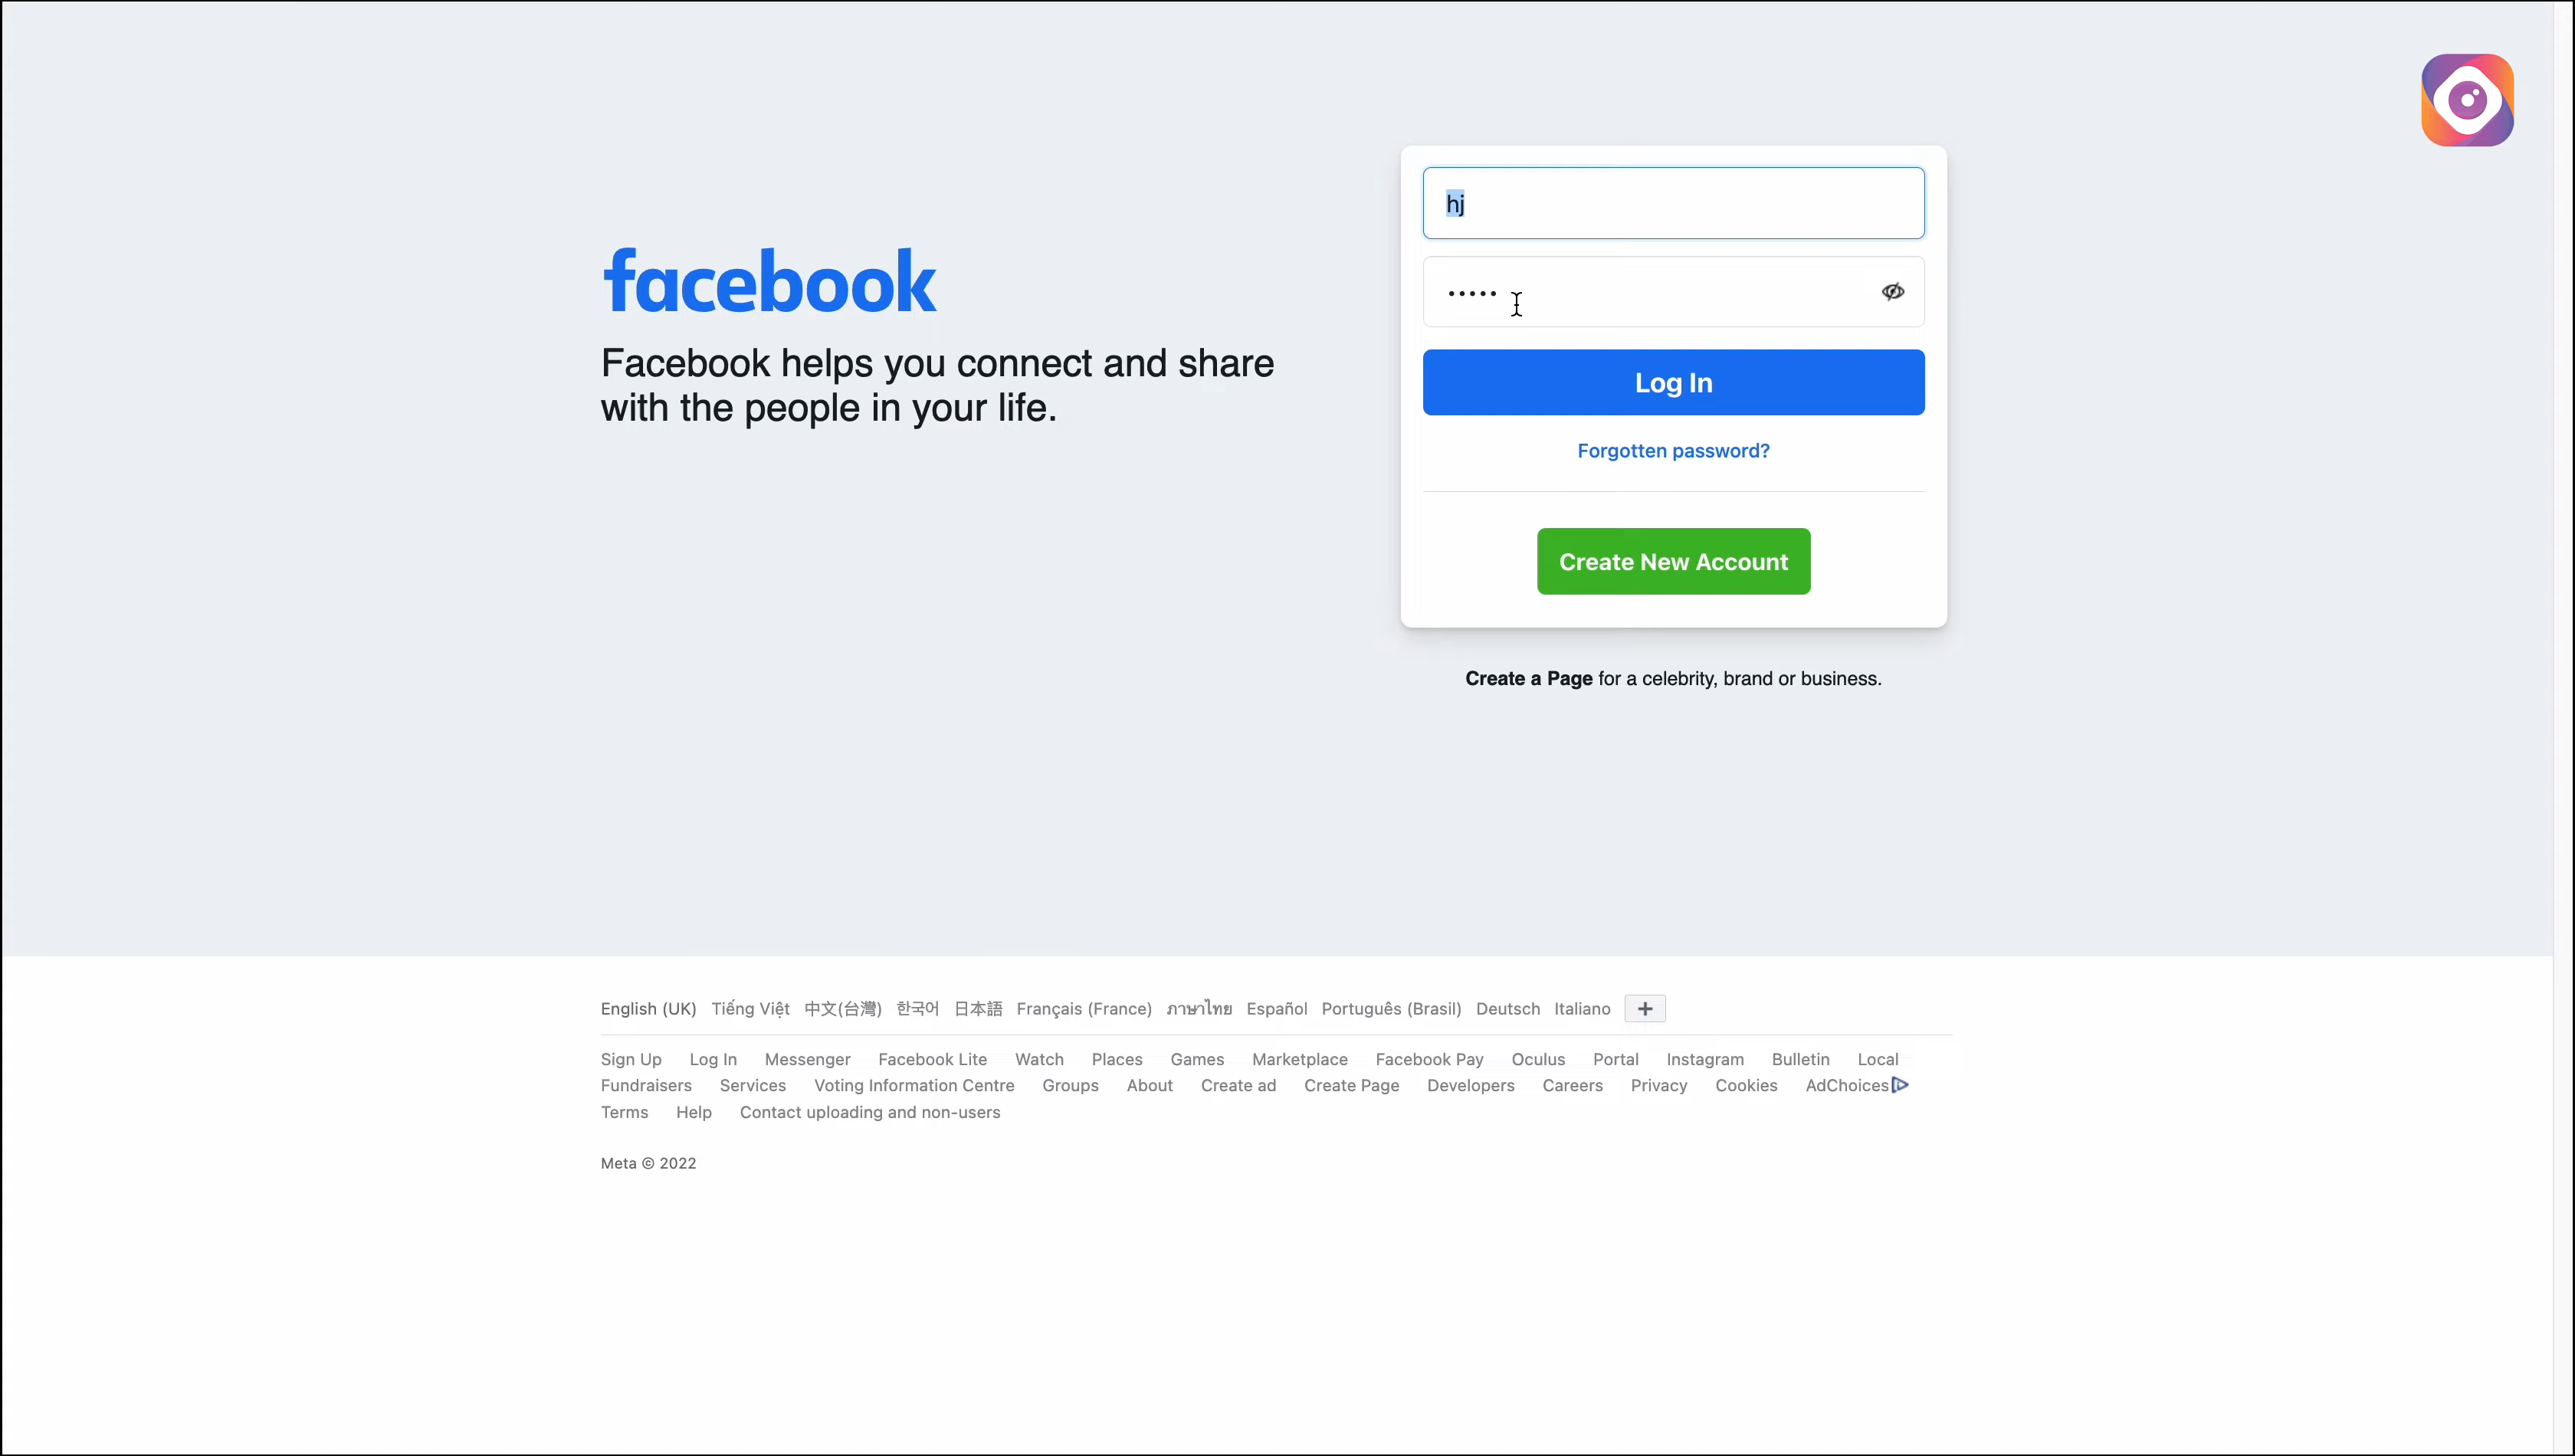 facebook
Facebook helps you connect and share
with the people in your life.
hj
•••••
Log In
Forgotten password?
Create New Account
Create a Page for a celebrity, brand or business.
English (UK) Tiếng Việt 中文(台灣) 한국어 日本語 Français (France) ภาษาไทย Español Português (Brasil) Deutsch Italiano +
Sign Up Log In Messenger Facebook Lite Watch Places Games Marketplace Facebook Pay Oculus Portal Instagram Bulletin Local
Fundraisers Services Voting Information Centre Groups About Create ad Create Page Developers Careers Privacy Cookies AdChoices
Terms Help Contact uploading and non-users
Meta © 2022